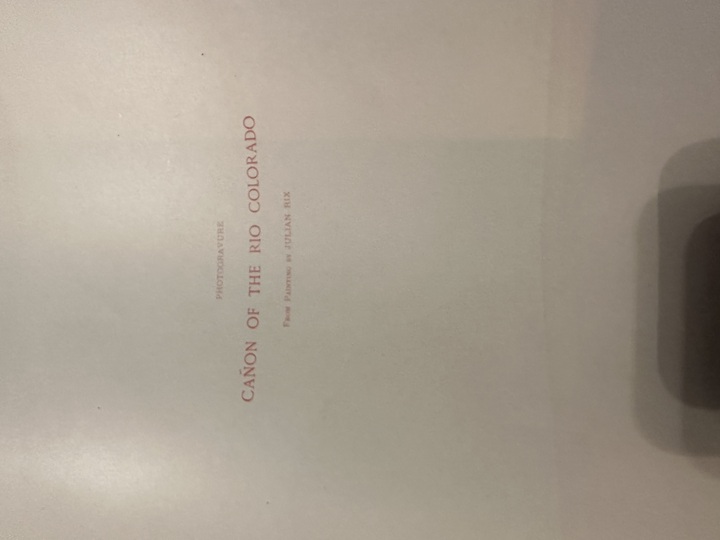 PHOTOGRAVURE
CAÑON OF THE RIO COLORADO
From Painting by JULIAN RIX